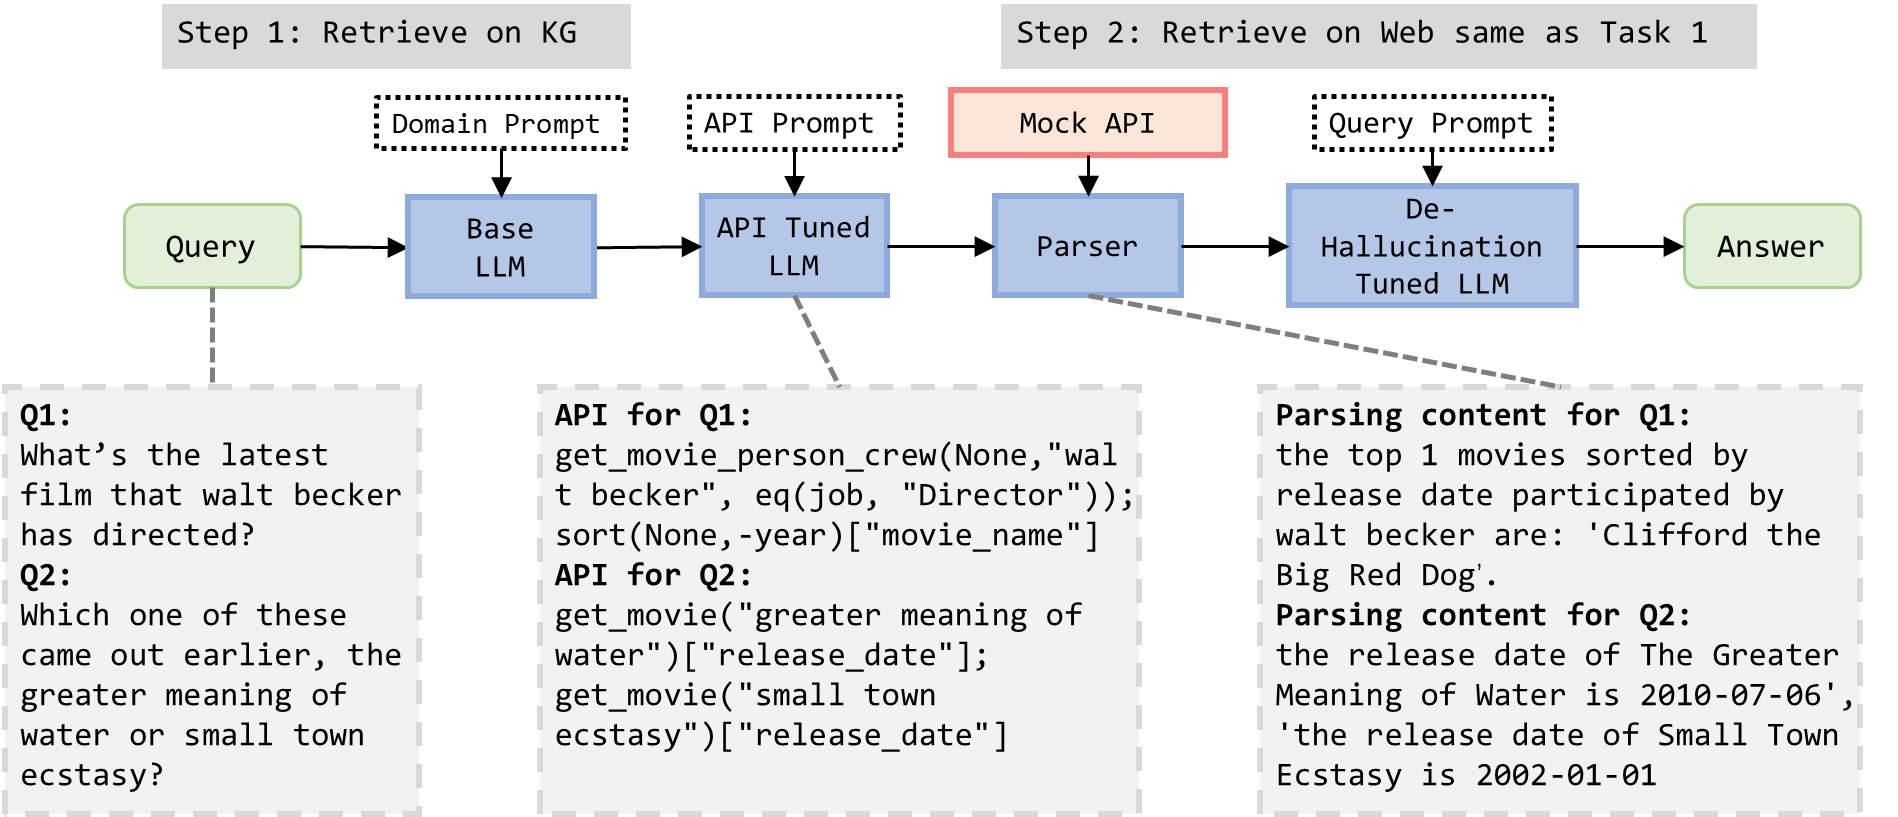 Step 1: Retrieve on KG
Step 2: Retrieve on Web same as Task 1
Domain Prompt
API Prompt
Mock API
Query Prompt
Query
Base
LLM
API Tuned
LLM
Parser
De-
Hallucination
Tuned LLM
Answer
Q1:
What’s the latest
film that walt becker
has directed?
Q2:
Which one of these
came out earlier, the
greater meaning of
water or small town
ecstasy?
API for Q1:
get_movie_person_crew(None,"wal
t becker", eq(job, "Director"));
sort(None,-year)["movie_name"]
API for Q2:
get_movie("greater meaning of
water")["release_date"];
get_movie("small town
ecstasy")["release_date"]
Parsing content for Q1:
the top 1 movies sorted by
release date participated by
walt becker are: 'Clifford the
Big Red Dog'.
Parsing content for Q2:
the release date of The Greater
Meaning of Water is 2010-07-06',
'the release date of Small Town
Ecstasy is 2002-01-01